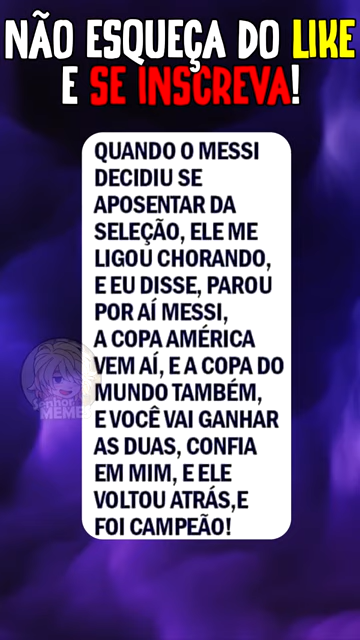 NÃO ESQUEÇA DO LIKE
E SE INSCREVA!
QUANDO O MESSI
DECIDIU SE
APOSENTAR DA
SELEÇÃO, ELE ME
LIGOU CHORANDO,
E EU DISSE, PAROU
POR AÍ MESSI,
A COPA AMÉRICA
VEM AÍ, E A COPA DO
MUNDO TAMBÉM,
E VOCÊ VAI GANHAR
AS DUAS, CONFIA
EM MIM, E ELE
VOLTOU ATRÁS,E
FOI CAMPEÃO!
Senhor
MEMES